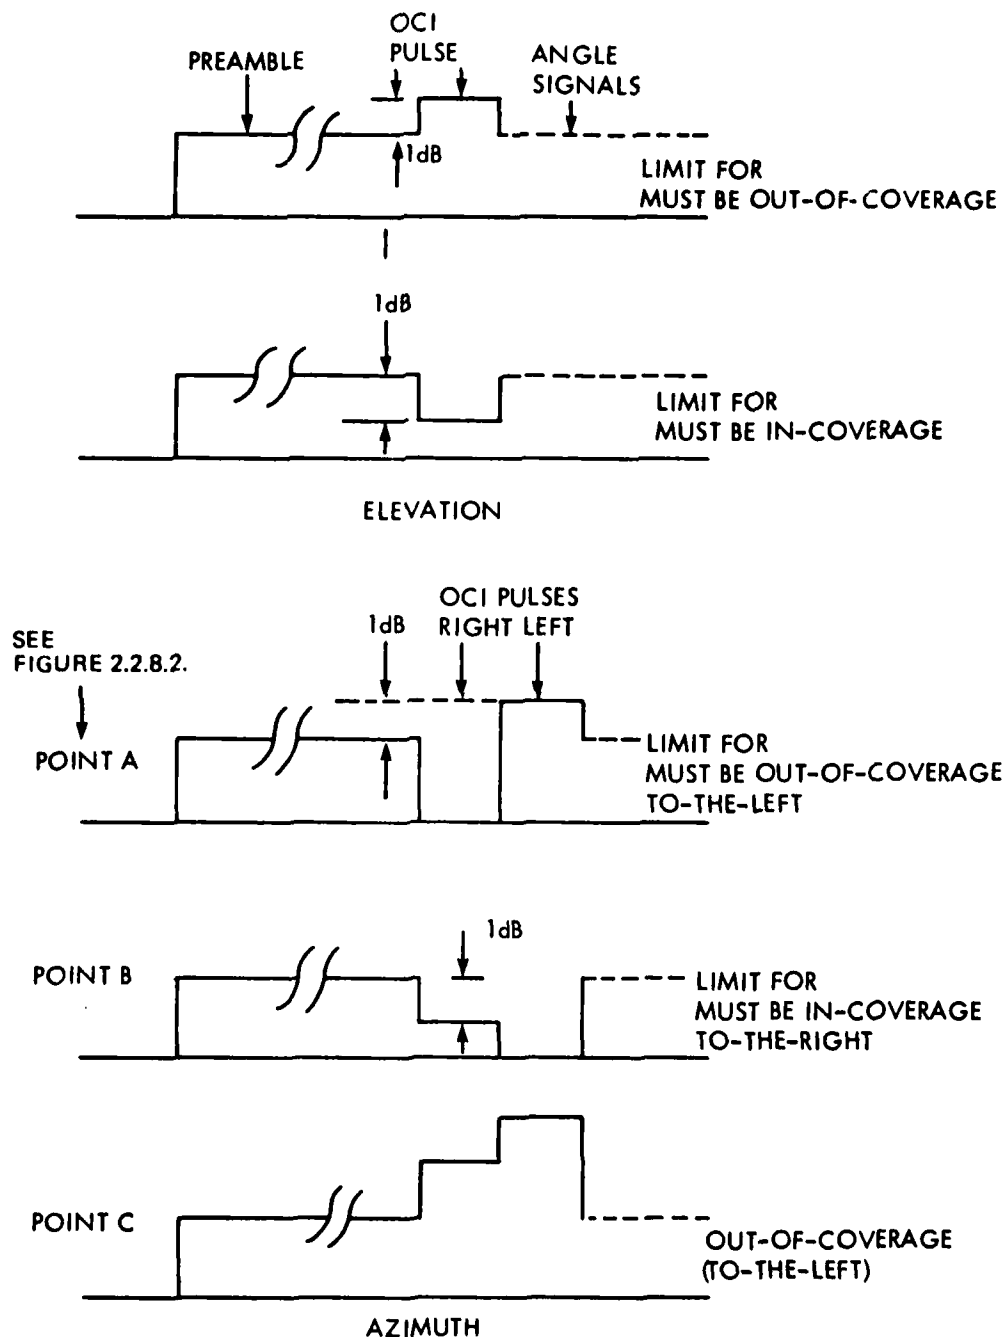 OCI
PULSE
PREAMBLE
ANGLE
SIGNALS
1dB
LIMIT FOR
MUST BE OUT-OF-COVERAGE
1dB
LIMIT FOR
MUST BE IN-COVERAGE
ELEVATION
OCI PULSES
RIGHT LEFT
1dB
SEE
FIGURE 2.2.8.2.
POINT A
LIMIT FOR
MUST BE OUT-OF-COVERAGE
TO-THE-LEFT
1dB
POINT B
LIMIT FOR
MUST BE IN-COVERAGE
TO-THE-RIGHT
POINT C
OUT-OF-COVERAGE
(TO-THE-LEFT)
AZIMUTH